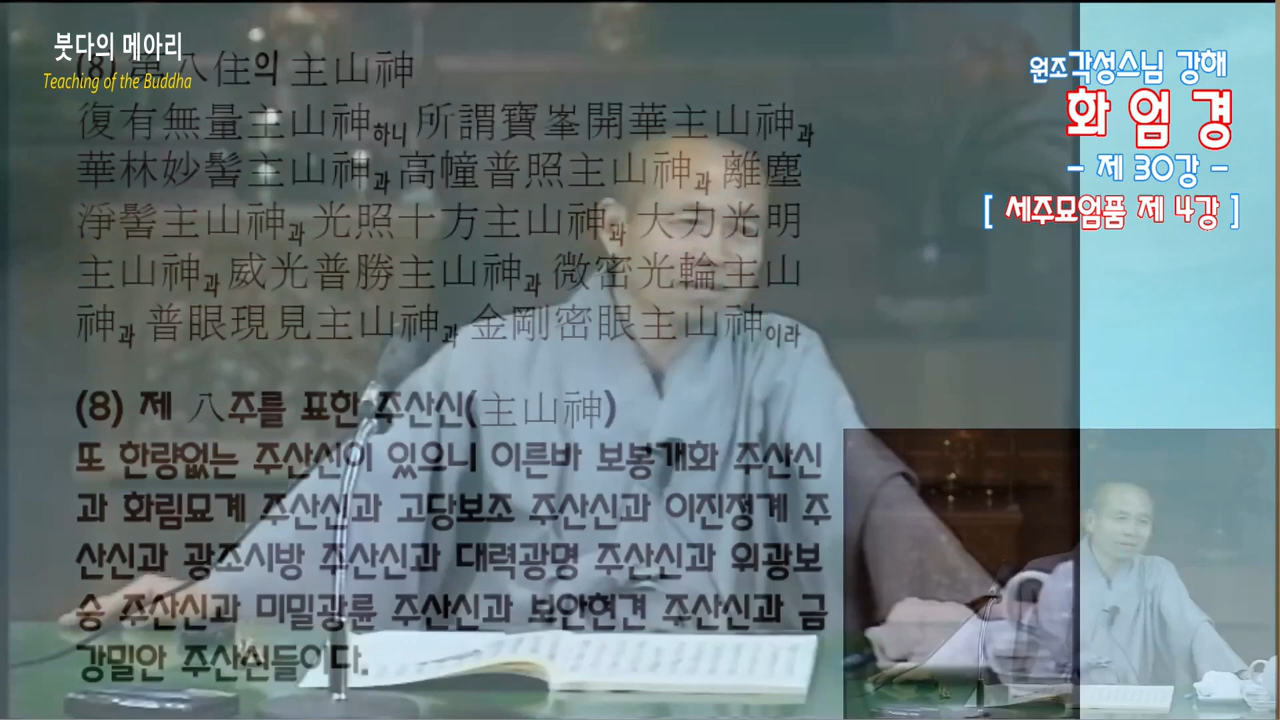 붓다의 메아리
Teaching of the Buddha
(8) 第八住의 主山神
復有無量主山神하니 所謂寶峯開華主山神과
華林妙髻主山神과 高幢普照主山神과 離塵
淨髻主山神과 光照十方主山神과 大力光明
主山神과 威光普勝主山神과 微密光輪主山
神과 普眼現見主山神과 金剛密眼主山神이라
(8) 제 八주를 표한 주산신(主山神)
또 한량없는 주산신이 있으니 이른바 보봉개화 주산신
과 화림묘계 주산신과 고당보조 주산신과 이진정계 주
산신과 광조시방 주산신과 대력광명 주산신과 위광보
승 주산신과 미밀광륜 주산신과 보안현견 주산신과 금
강밀안 주산신들이다.
원조각성스님 강해
화엄경
- 제 30강 -
[ 세주묘엄품 제 4강 ]